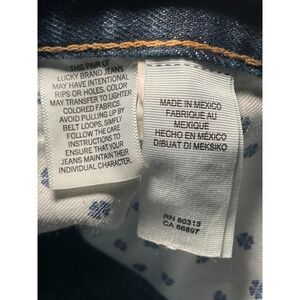 THIS PAIR OF
LUCKY BRAND JEANS
MAY HAVE INTENTIONAL
RIPS OR HOLES. COLOR
MAY TRANSFER TO LIGHTER
COLORED FABRICS.
AVOID PULLING UP BY
BELT LOOPS, SIMPLY
FOLLOW THE CARE
INSTRUCTIONS TO
ENSURE THAT YOUR
JEANS MAINTAIN THEIR
INDIVIDUAL CHARACTER.
MADE IN MEXICO
FABRIQUE AU
MEXIQUE
HECHO EN MÉXICO
DIBUAT DI MEKSIKO
RN 80318
CA 66897